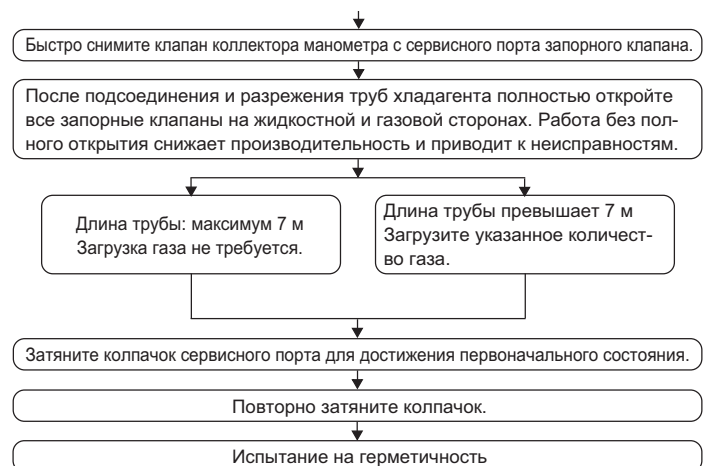 Быстро снимите клапан коллектора манометра с сервисного порта запорного клапана.
После подсоединения и разрежения труб хладагента полностью откройте
все запорные клапаны на жидкостной и газовой сторонах. Работа без пол-
ного открытия снижает производительность и приводит к неисправностям.
Длина трубы: максимум 7 м
Загрузка газа не требуется.
Длина трубы превышает 7 м
Загрузите указанное количест-
во газа.
Затяните колпачок сервисного порта для достижения первоначального состояния.
Повторно затяните колпачок.
Испытание на герметичность